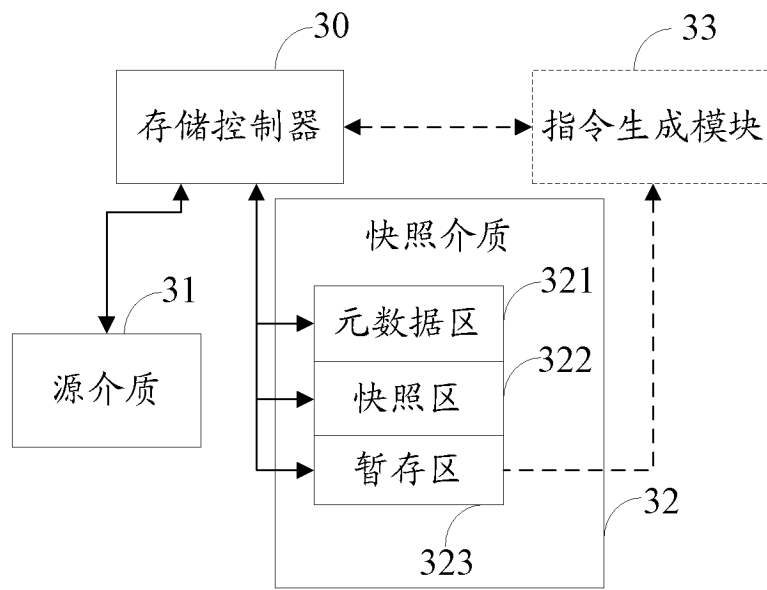 30
33
存储控制器
指令生成模块
快照介质
31
321
元数据区
322
源介质
快照区
暂存区
32
323